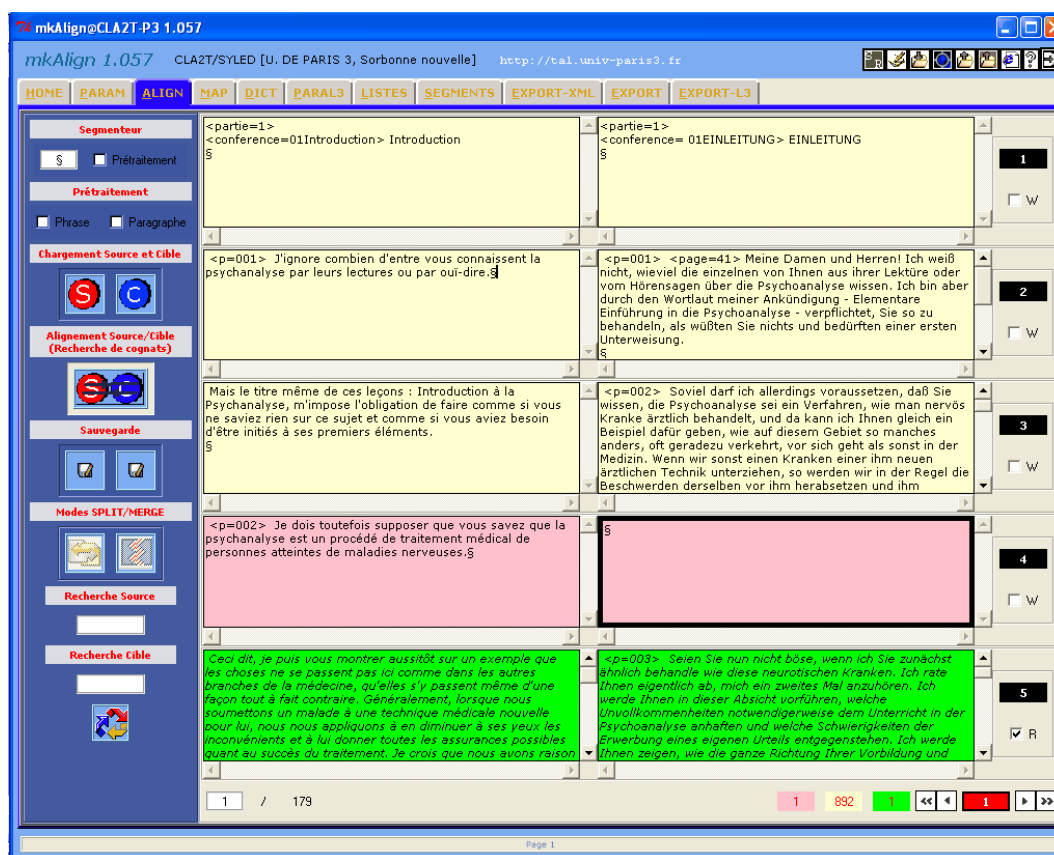 mkAlign@CLA2T-P3 1.057
mkAlign 1.057 CLA2T/SYLED [U. DE PARIS 3, Sorbonne nouvelle] http://tal.univ-paris3.fr
HOME PARAM ALIGN MAP DICT PARAL3 LISTES SEGMENTS EXPORT-XML EXPORT EXPORT-L3
Segmenteur
§ Prétraitement
Prétraitement
Phrase Paragraphe
Chargement Source et Cible
S C
Alignement Source/Cible
(Recherche de cognats)
S C
Sauvegarde
Modes SPLIT/MERGE
Recherche Source
Recherche Cible
<partie=1>
<conference=01Introduction> Introduction
§
<partie=1>
<conference= 01EINLEITUNG> EINLEITUNG
§
1
W
<p=001> J'ignore combien d'entre vous connaissent la
psychanalyse par leurs lectures ou par ouï-dire.§
<p=001> <page=41> Meine Damen und Herren! Ich weiß
nicht, wieviel die einzelnen von Ihnen aus ihrer Lektüre oder
vom Hörensagen über die Psychoanalyse wissen. Ich bin aber
durch den Wortlaut meiner Ankündigung - Elementare
Einführung in die Psychoanalyse - verpflichtet, Sie so zu
behandeln, als wüßten Sie nichts und bedürften einer ersten
Unterweisung.
§
2
W
Mais le titre même de ces leçons : Introduction à la
Psychanalyse, m'impose l'obligation de faire comme si vous
ne saviez rien sur ce sujet et comme si vous aviez besoin
d'être initiés à ses premiers éléments.
§
<p=002> Soviel darf ich allerdings voraussetzen, daß Sie
wissen, die Psychoanalyse sei ein Verfahren, wie man nervös
Kranke ärztlich behandelt, und da kann ich Ihnen gleich ein
Beispiel dafür geben, wie auf diesem Gebiet so manches
anders, oft geradezu verkehrt, vor sich geht als sonst in der
Medizin. Wenn wir sonst einen Kranken einer ihm neuen
ärztlichen Technik unterziehen, so werden wir in der Regel die
Beschwerden derselben vor ihm herabsetzen und ihm
3
W
<p=002> Je dois toutefois supposer que vous savez que la
psychanalyse est un procédé de traitement médical de
personnes atteintes de maladies nerveuses.§
§
4
W
Ceci dit, je puis vous montrer aussitôt sur un exemple que
les choses ne se passent pas ici comme dans les autres
branches de la médecine, qu'elles s'y passent même d'une
façon tout à fait contraire. Généralement, lorsque nous
soumettons un malade à une technique médicale nouvelle
pour lui, nous nous appliquons à en diminuer à ses yeux les
inconvénients et à lui donner toutes les assurances possibles
quant au succès du traitement. Je crois que nous avons raison
<p=003> Seien Sie nun nicht böse, wenn ich Sie zunächst
ähnlich behandle wie diese neurotischen Kranken. Ich rate
Ihnen eigentlich ab, mich ein zweites Mal anzuhören. Ich
werde Ihnen in dieser Absicht vorführen, welche
Unvollkommenheiten notwendigerweise dem Unterricht in der
Psychoanalyse anhaften und welche Schwierigkeiten der
Erwerbung eines eigenen Urteils entgegenstehen. Ich werde
Ihnen zeigen, wie die ganze Richtung Ihrer Vorbildung und
5
R
1 / 179 1 892 1 1
Page 1